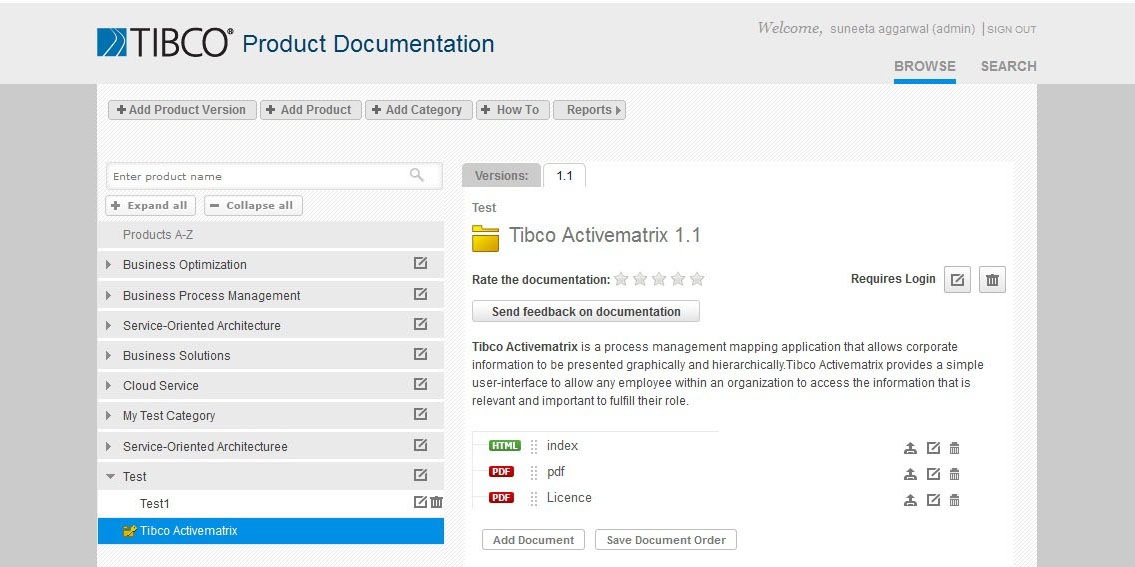 TIBCO® Product Documentation
Welcome, suneeta aggarwal (admin) | SIGN OUT
BROWSE SEARCH
Add Product Version Add Product Add Category How To Reports
Enter product name
Expand all Collapse all
Products A-Z
Business Optimization
Business Process Management
Service-Oriented Architecture
Business Solutions
Cloud Service
My Test Category
Service-Oriented Architecturee
Test
Test1
Tibco Activematrix
Versions: 1.1
Test
Tibco Activematrix 1.1
Rate the documentation:
Requires Login
Send feedback on documentation
Tibco Activematrix is a process management mapping application that allows corporate
information to be presented graphically and hierarchically.Tibco Activematrix provides a simple
user-interface to allow any employee within an organization to access the information that is
relevant and important to fulfill their role.
HTML index
PDF pdf
PDF Licence
Add Document Save Document Order